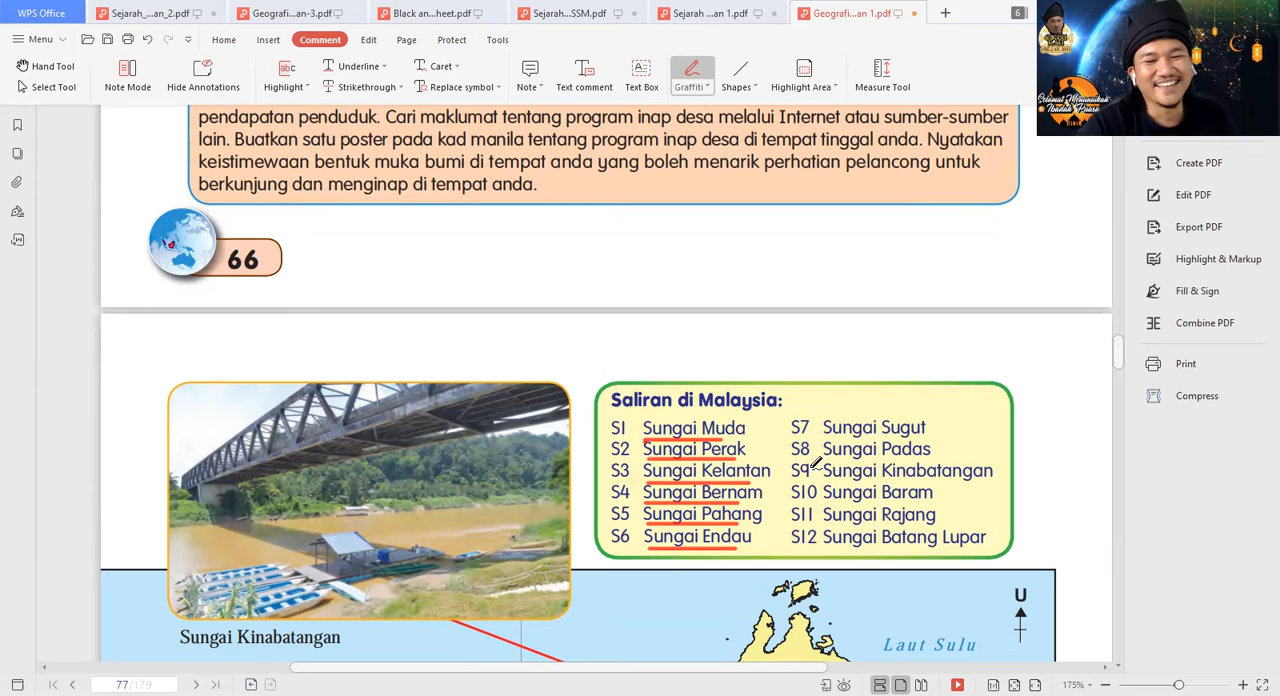 WPS Office
Sejarah_...an_2.pdf
Geografi...an-3.pdf
Black an...heet.pdf
Sejarah...SSM.pdf
Sejarah ...an 1.pdf
Geografi...an 1.pdf
6
Menu
Home
Insert
Comment
Edit
Page
Protect
Tools
Hand Tool
Select Tool
Note Mode
Hide Annotations
Highlight
Underline
Strikethrough
Caret
Replace symbol
Note
Text comment
Text Box
Graffiti
Shapes
Highlight Area
Measure Tool
Selamat Menunaikan
Ibadah Puasa
pendapatan penduduk. Cari maklumat tentang program inap desa melalui Internet atau sumber-sumber
lain. Buatkan satu poster pada kad manila tentang program inap desa di tempat tinggal anda. Nyatakan
keistimewaan bentuk muka bumi di tempat anda yang boleh menarik perhatian pelancong untuk
berkunjung dan menginap di tempat anda.
66
Create PDF
Edit PDF
Export PDF
Highlight & Markup
Fill & Sign
Combine PDF
Print
Compress
Saliran di Malaysia:
S1 Sungai Muda
S2 Sungai Perak
S3 Sungai Kelantan
S4 Sungai Bernam
S5 Sungai Pahang
S6 Sungai Endau
S7 Sungai Sugut
S8 Sungai Padas
S9 Sungai Kinabatangan
S10 Sungai Baram
S11 Sungai Rajang
S12 Sungai Batang Lupar
Sungai Kinabatangan
U
Laut Sulu
77/179
175%